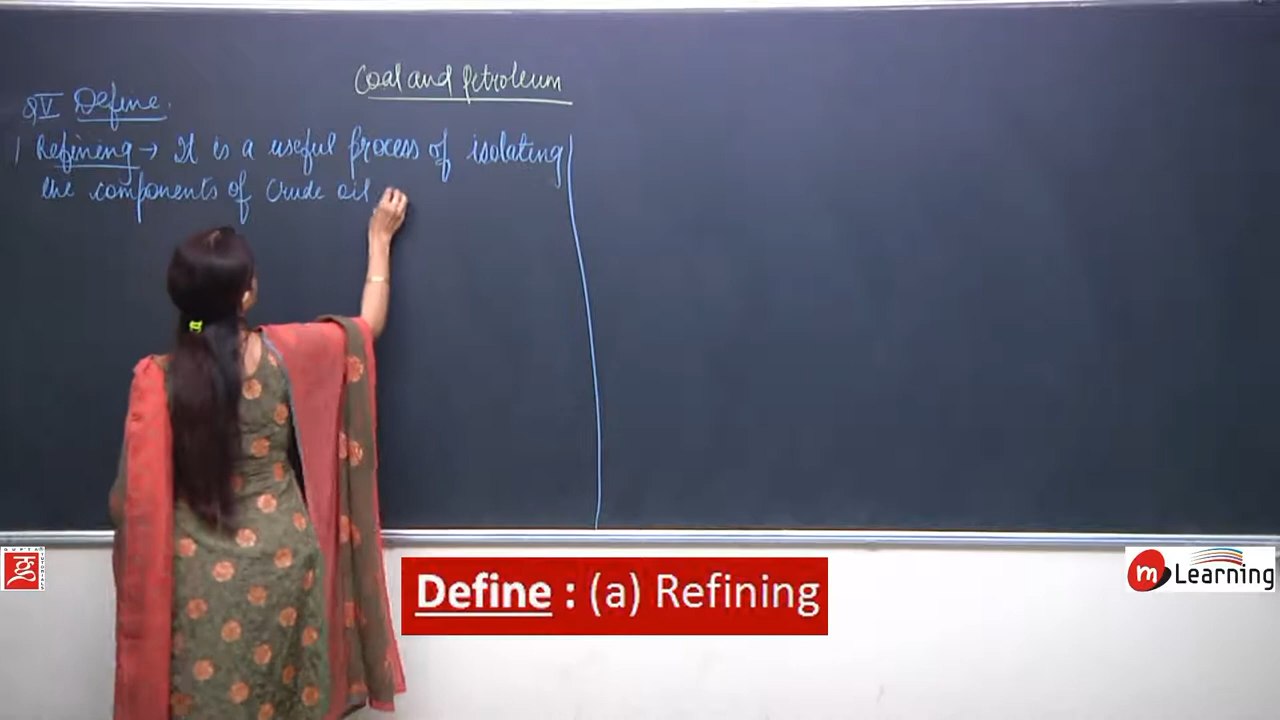 Coal and Petroleum
QV Define.
1 Refining → It is a useful process of isolating
the components of Crude oil
Define : (a) Refining
m Learning